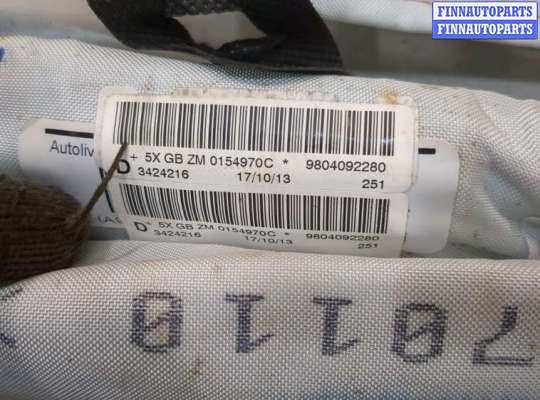 FINNAUTOPARTS
FINNAUTOPARTS
Autoliv
D + 5X GB ZM 0154970C * 9804092280
3424216 17/10/13 251
D + 5X GB ZM 0154970C * 9804092280
3424216 17/10/13 251
70110